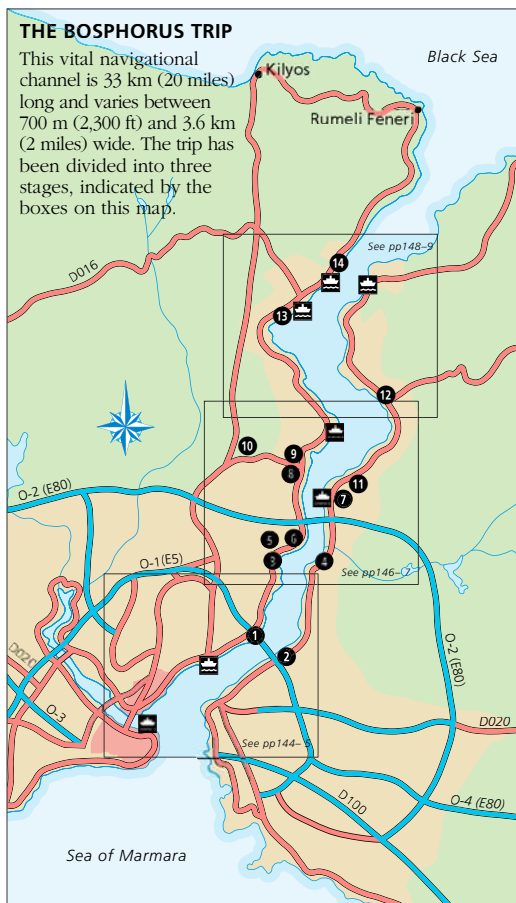 THE BOSPHORUS TRIP
This vital navigational
channel is 33 km (20 miles)
long and varies between
700 m (2,300 ft) and 3.6 km
(2 miles) wide. The trip has
been divided into three
stages, indicated by the
boxes on this map.
Black Sea
Kilyos
Rumeli Feneri
See pp148–9
D016
14
13
12
10
9
8
11
7
O-2 (E80)
5
6
O-1(E5)
3
4
See pp146–7
1
2
D020
O-2 (E80)
O-3
D020
See pp144–
D100
O-4 (E80)
Sea of Marmara